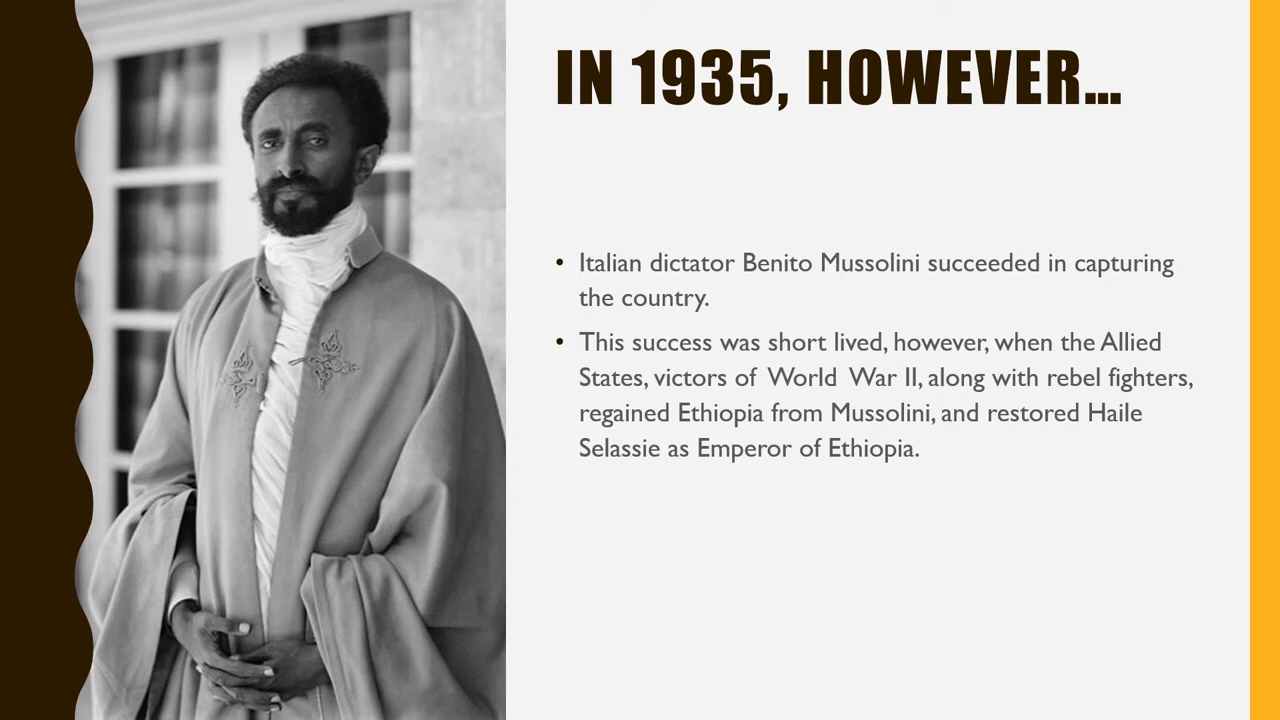 IN 1935, HOWEVER…
• Italian dictator Benito Mussolini succeeded in capturing
the country.
• This success was short lived, however, when the Allied
States, victors of World War II, along with rebel fighters,
regained Ethiopia from Mussolini, and restored Haile
Selassie as Emperor of Ethiopia.